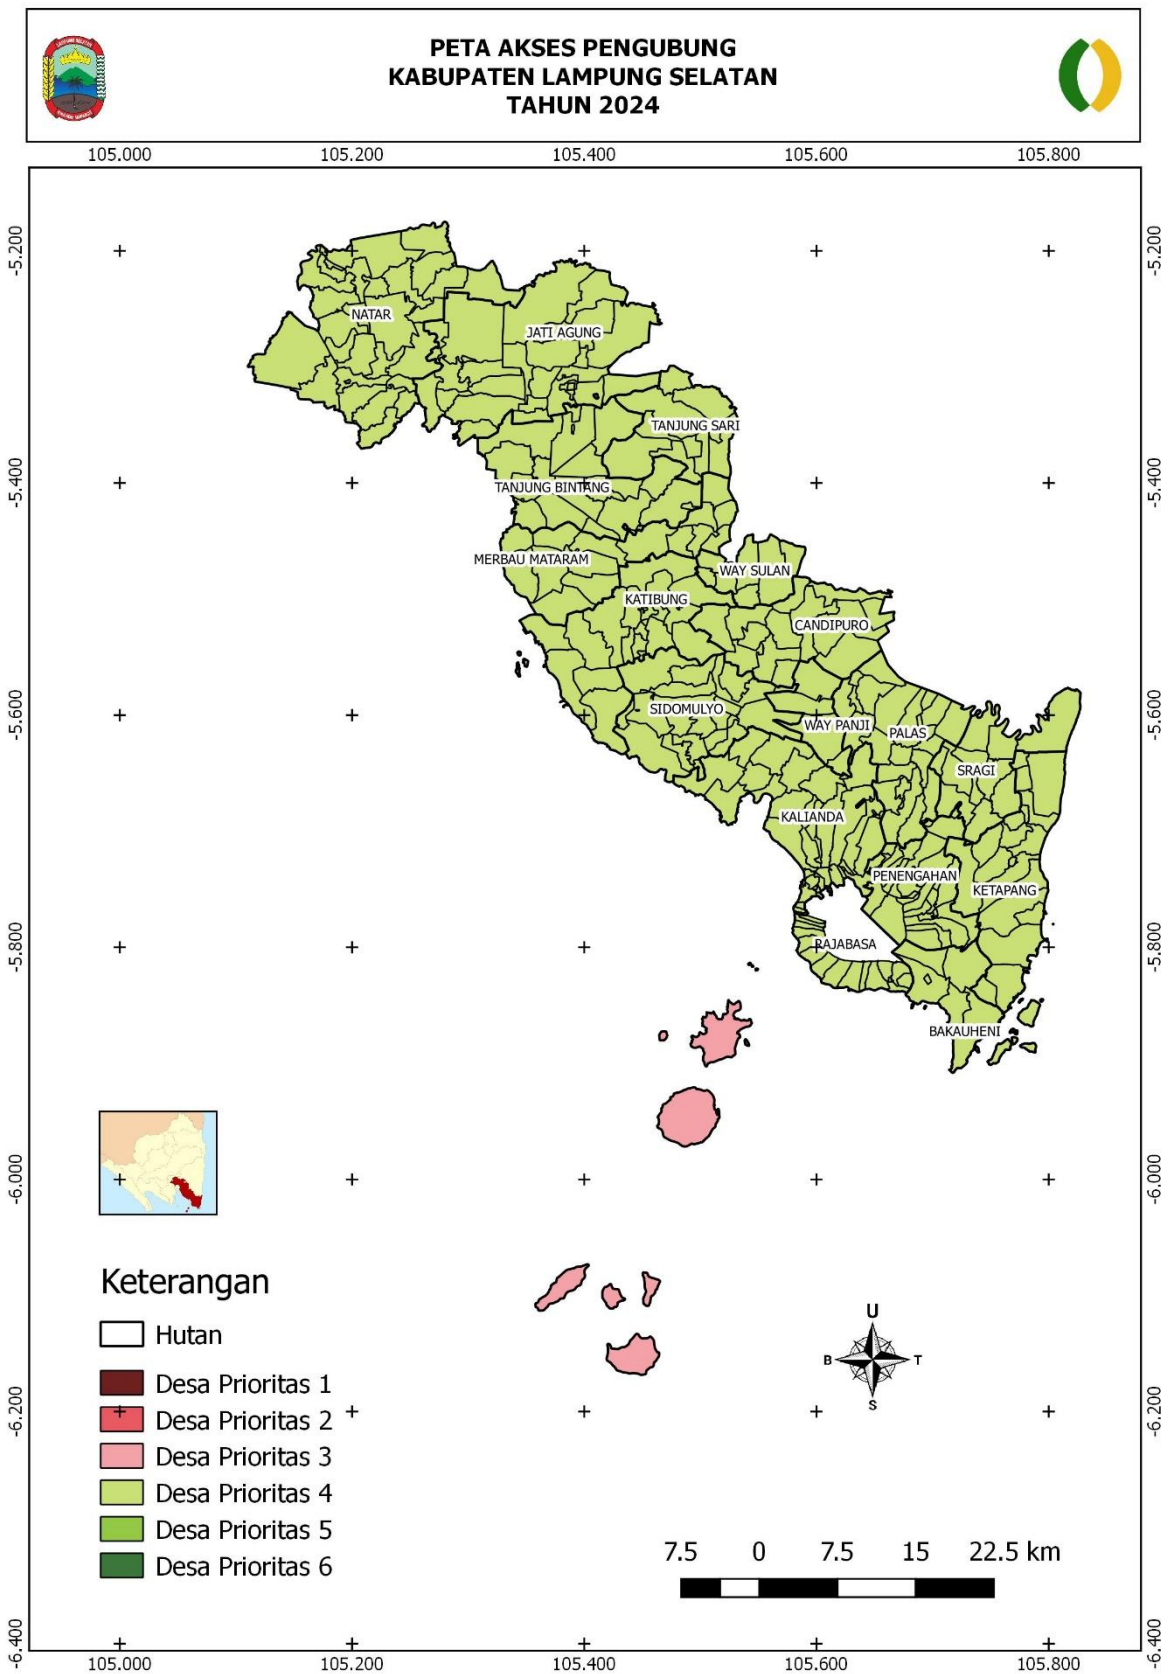 PETA AKSES PENGUBUNG
KABUPATEN LAMPUNG SELATAN
TAHUN 2024
105.000 105.200 105.400 105.600 105.800
-5.200 -5.200
NATAR
JATI AGUNG
TANJUNG SARI
-5.400 -5.400
TANJUNG BINTANG
MERBAU MATARAM
WAY SULAN
KATIBUNG
CANDIPURO
SIDOMULYO
-5.600 -5.600
WAY PANJI
PALAS
SRAGI
KALIANDA
PENENGAHAN
KETAPANG
RAJABASA
-5.800 -5.800
BAKAUHENI
-6.000 -6.000
Keterangan
Hutan
Desa Prioritas 1
Desa Prioritas 2
Desa Prioritas 3
Desa Prioritas 4
Desa Prioritas 5
Desa Prioritas 6
U
B T
S
-6.200 -6.200
7.5 0 7.5 15 22.5 km
-6.400 -6.400
105.000 105.200 105.400 105.600 105.800